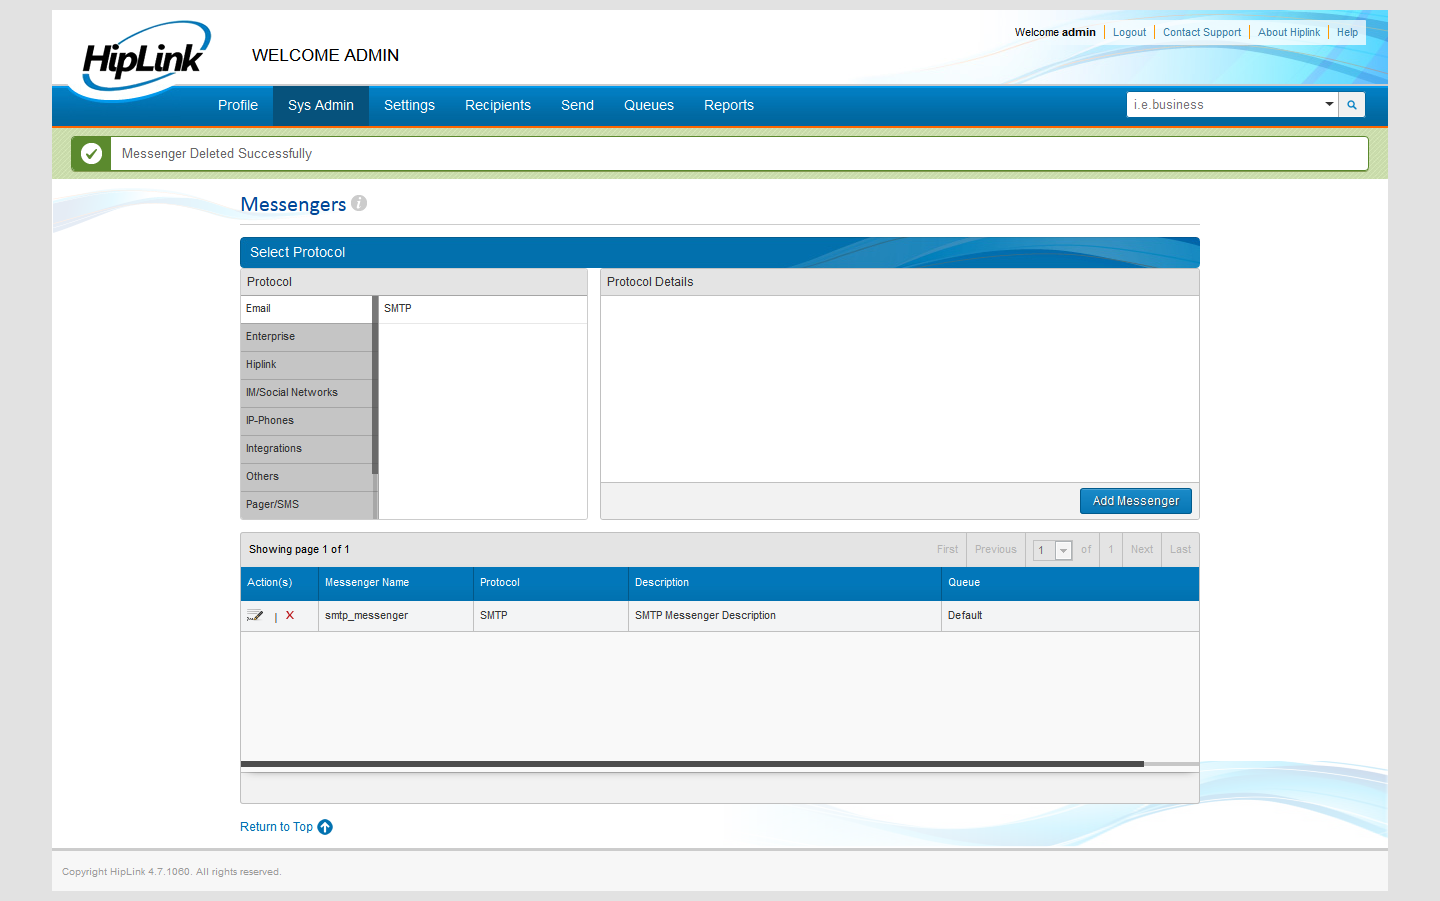 HipLink
WELCOME ADMIN
Welcome admin Logout Contact Support About Hiplink Help
Profile Sys Admin Settings Recipients Send Queues Reports
i.e.business
Messenger Deleted Successfully
Messengers i
Select Protocol
Protocol
Protocol Details
Email
SMTP
Enterprise
Hiplink
IM/Social Networks
IP-Phones
Integrations
Others
Pager/SMS
Add Messenger
Showing page 1 of 1
First Previous 1 of 1 Next Last
Action(s) Messenger Name Protocol Description Queue
| X smtp_messenger SMTP SMTP Messenger Description Default
Return to Top
Copyright HipLink 4.7.1060. All rights reserved.